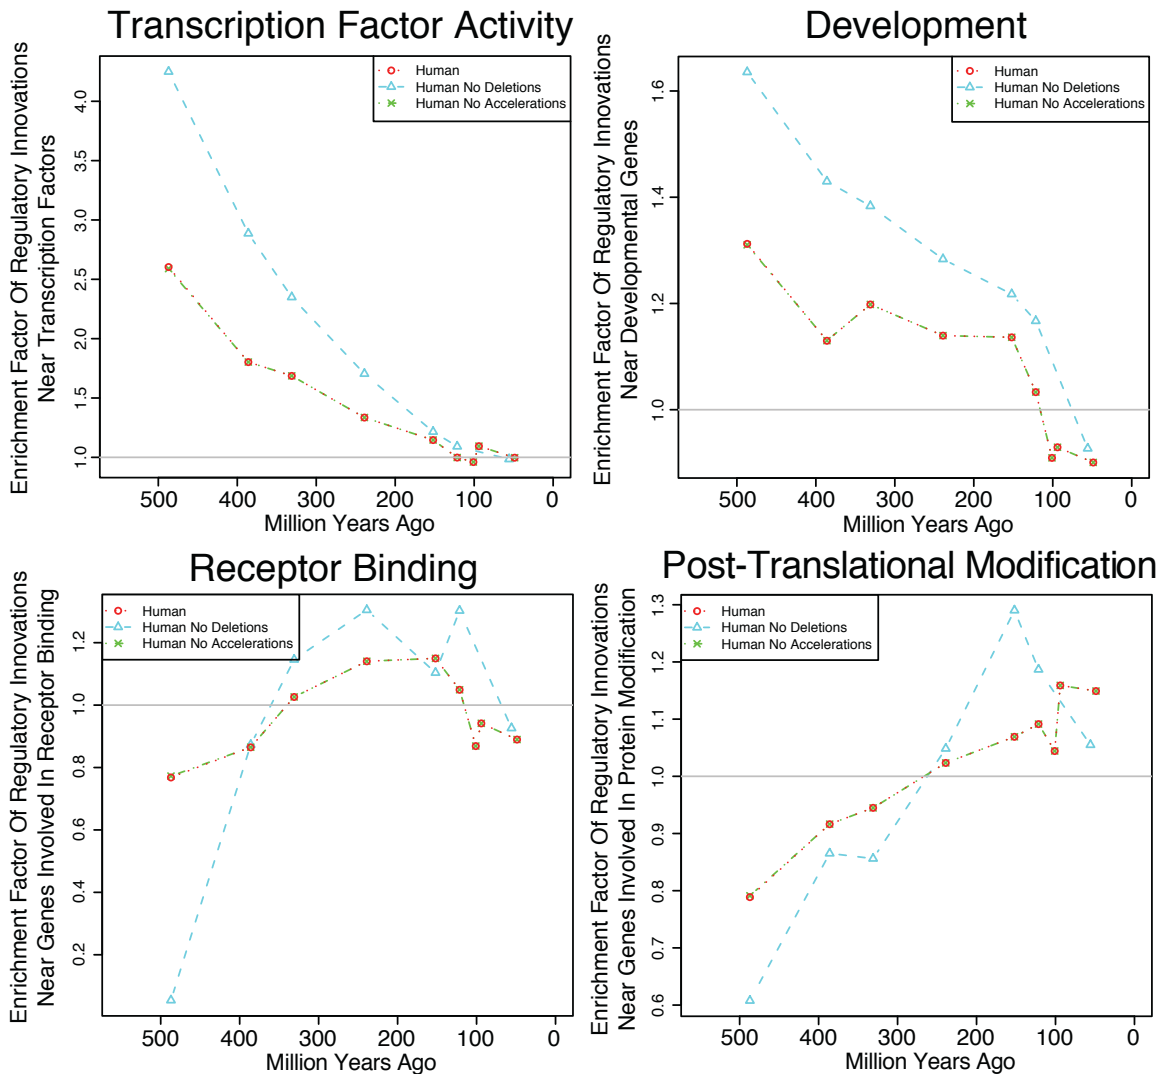 Transcription Factor Activity
Enrichment Factor Of Regulatory Innovations
Near Transcription Factors
4.0
3.5
3.0
2.5
2.0
1.5
1.0
Human
Human No Deletions
Human No Accelerations
500 400 300 200 100 0
Million Years Ago
Development
Enrichment Factor Of Regulatory Innovations
Near Developmental Genes
1.6
1.4
1.2
1.0
Human
Human No Deletions
Human No Accelerations
500 400 300 200 100 0
Million Years Ago
Receptor Binding
Enrichment Factor Of Regulatory Innovations
Near Genes Involved In Receptor Binding
1.2
1.0
0.8
0.6
0.4
0.2
Human
Human No Deletions
Human No Accelerations
500 400 300 200 100 0
Million Years Ago
Post-Translational Modification
Enrichment Factor Of Regulatory Innovations
Near Genes Involved In Protein Modification
1.3
1.2
1.1
1.0
0.9
0.8
0.7
0.6
Human
Human No Deletions
Human No Accelerations
500 400 300 200 100 0
Million Years Ago